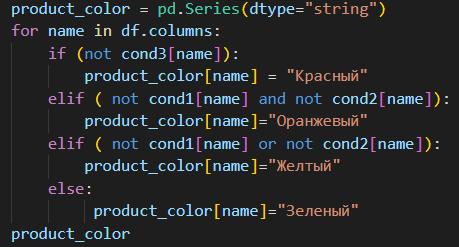 product_color = pd.Series(dtype="string")
for name in df.columns:
    if (not cond3[name]):
        product_color[name] = "Красный"
    elif ( not cond1[name] and not cond2[name]):
        product_color[name]="Оранжевый"
    elif ( not cond1[name] or not cond2[name]):
        product_color[name]="Желтый"
    else:
         product_color[name]="Зеленый"
product_color